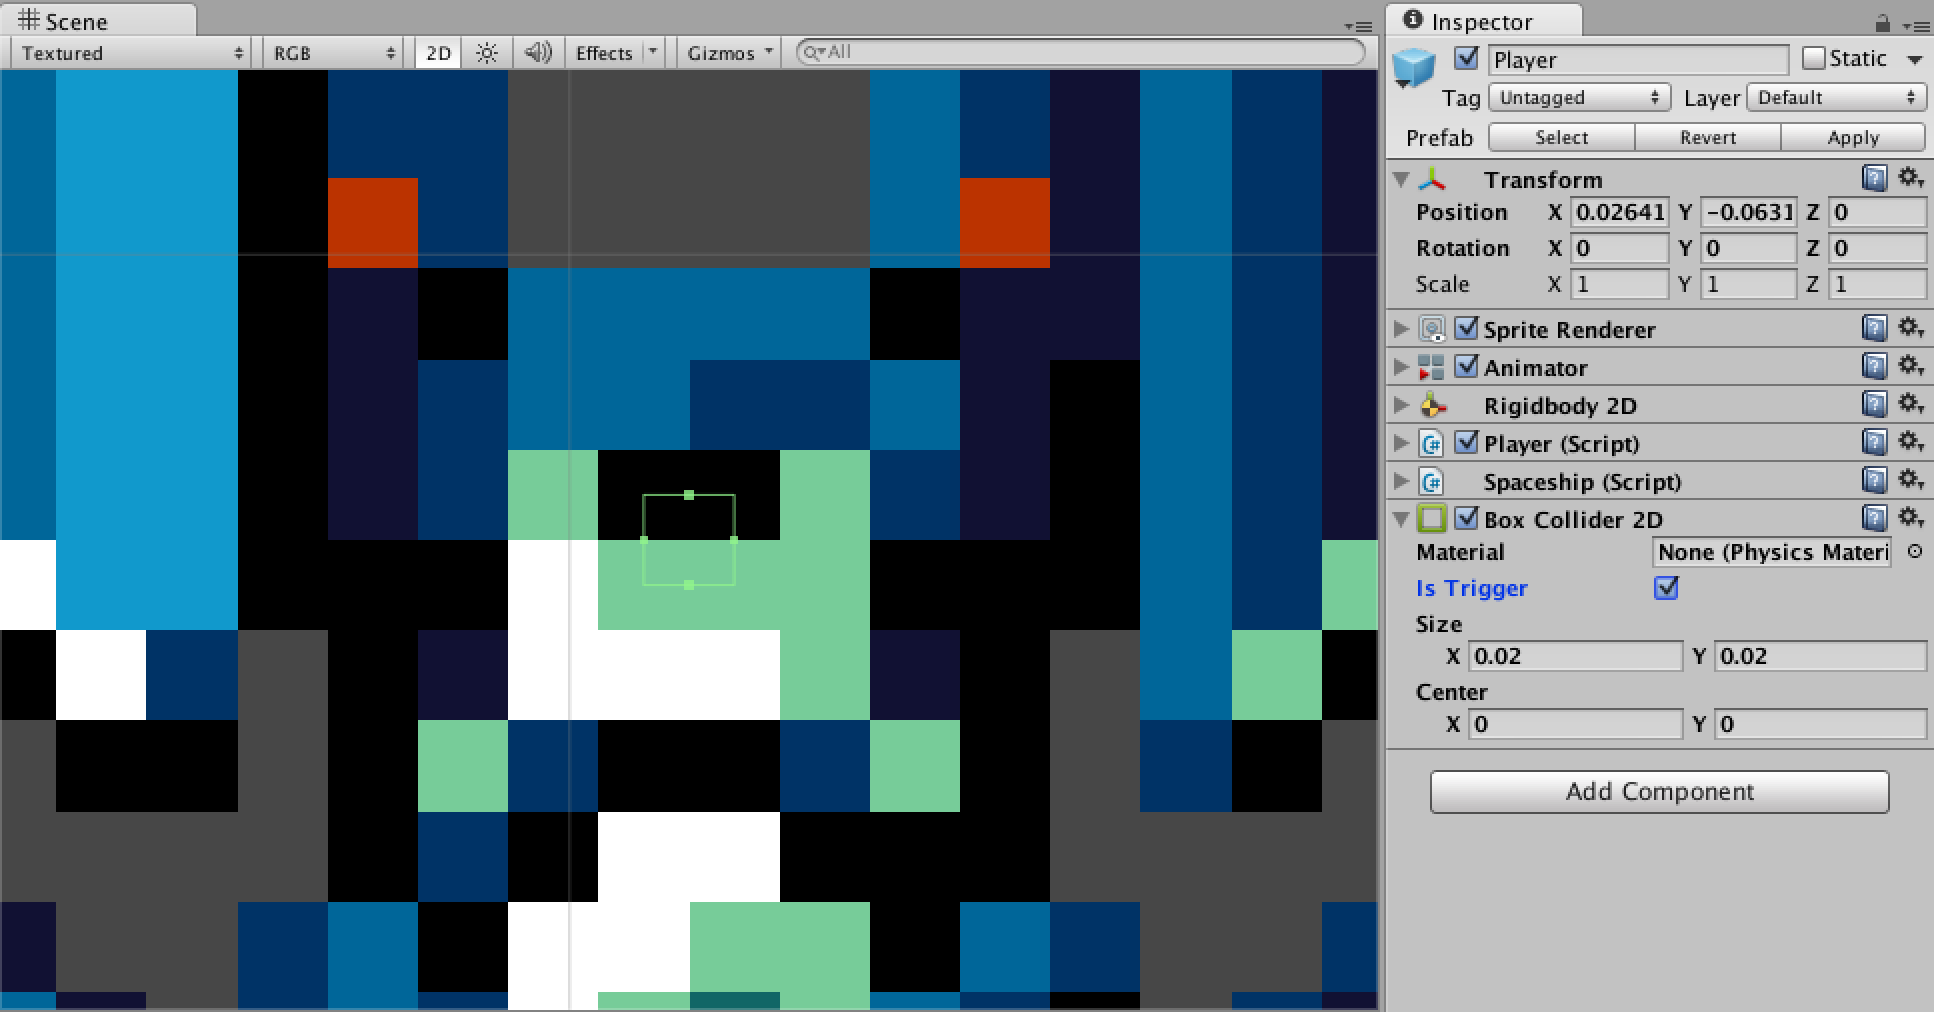 Scene
Textured RGB 2D Effects Gizmos All
Inspector
Player Static
Tag Untagged Layer Default
Prefab Select Revert Apply
Transform
Position X 0.02641 Y -0.0631 Z 0
Rotation X 0 Y 0 Z 0
Scale X 1 Y 1 Z 1
Sprite Renderer
Animator
Rigidbody 2D
C# Player (Script)
C# Spaceship (Script)
Box Collider 2D
Material None (Physics Materi
Is Trigger
Size
X 0.02 Y 0.02
Center
X 0 Y 0
Add Component